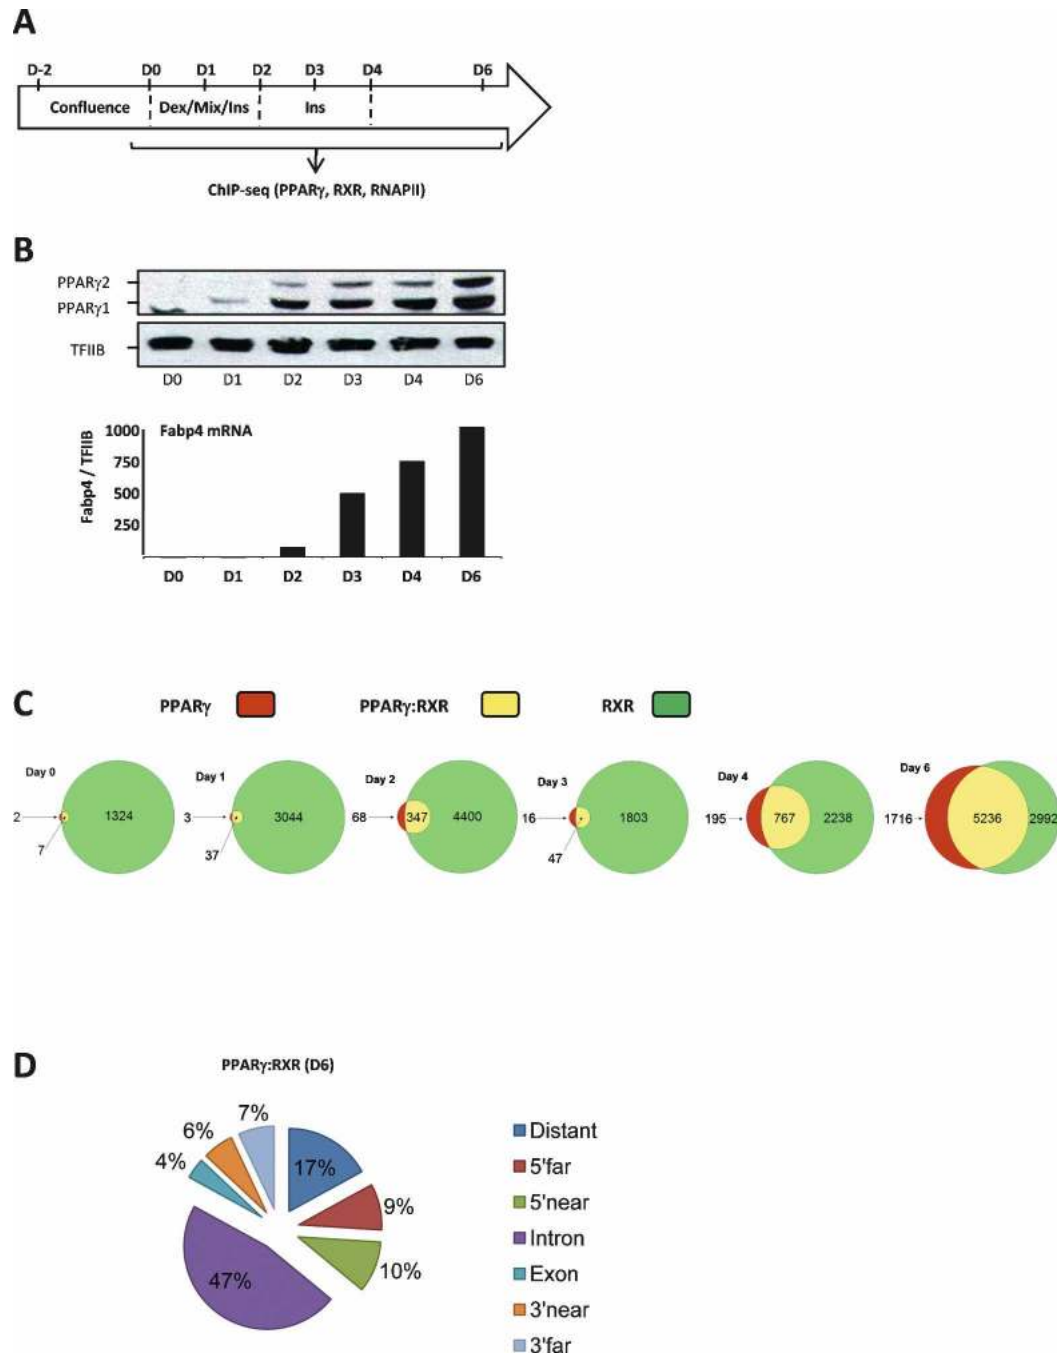 A
D-2 D0 D1 D2 D3 D4 D6
Confluence Dex/Mix/Ins Ins
ChIP-seq (PPARγ, RXR, RNAPII)
B
PPARγ2
PPARγ1
TFIIB
D0 D1 D2 D3 D4 D6
Fabp4 mRNA
Fabp4 / TFIIB
1000
750
500
250
D0 D1 D2 D3 D4 D6
C
PPARγ PPARγ:RXR RXR
Day 0 Day 1 Day 2 Day 3 Day 4 Day 6
2 1324 3 3044 68 347 4400 16 1803 195 767 2238 1716 5236 2992
7 37 47
D
PPARγ:RXR (D6)
7%
6%
4%
17%
9%
10%
47%
Distant
5'far
5'near
Intron
Exon
3'near
3'far